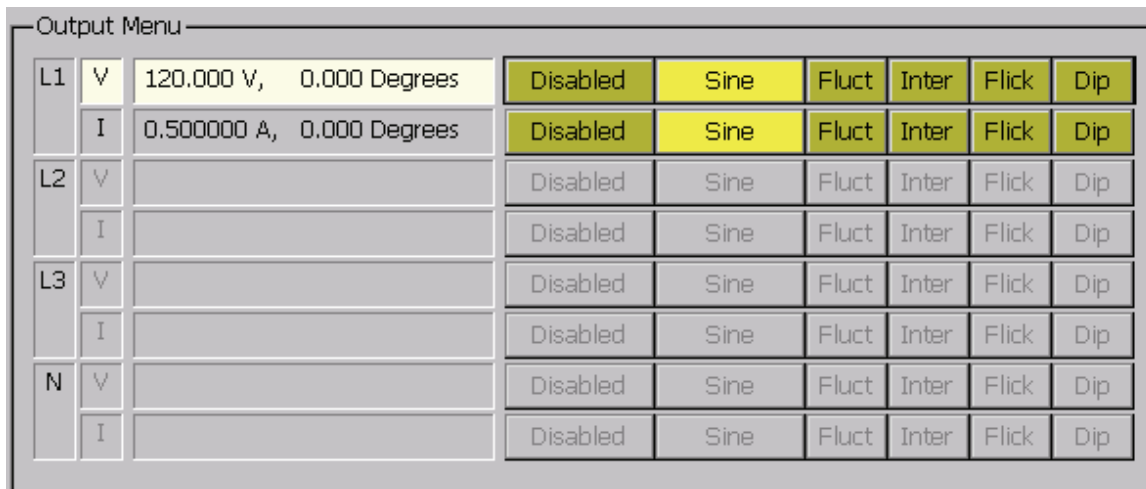 Output Menu
L1 V 120.000 V, 0.000 Degrees Disabled Sine Fluct Inter Flick Dip
I 0.500000 A, 0.000 Degrees Disabled Sine Fluct Inter Flick Dip
L2 V Disabled Sine Fluct Inter Flick Dip
I Disabled Sine Fluct Inter Flick Dip
L3 V Disabled Sine Fluct Inter Flick Dip
I Disabled Sine Fluct Inter Flick Dip
N V Disabled Sine Fluct Inter Flick Dip
I Disabled Sine Fluct Inter Flick Dip